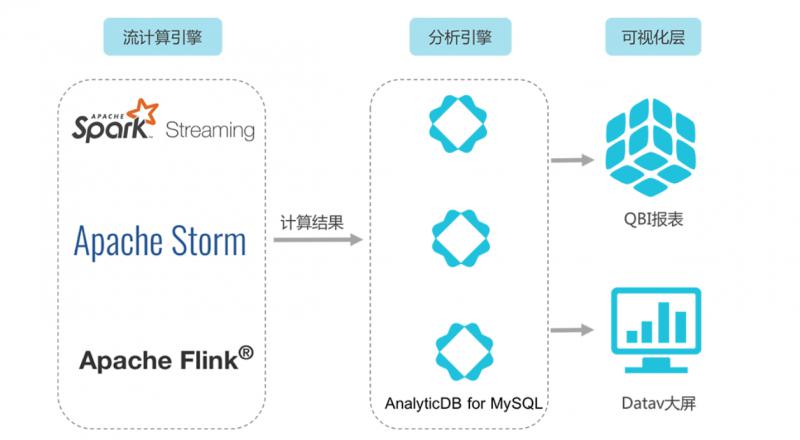 流计算引擎
分析引擎
可视化层
APACHE
Spark™ Streaming
Apache Storm
Apache Flink®
计算结果
AnalyticDB for MySQL
QBI报表
Datav大屏